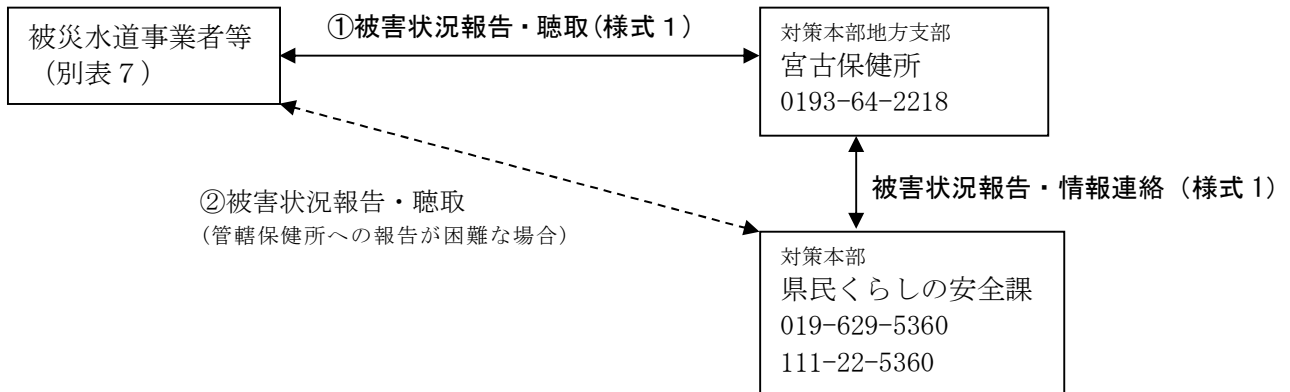 ①被害状況報告・聴取(様式1)
被災水道事業者等
（別表７）
対策本部地方支部
宮古保健所
0193-64-2218
被害状況報告・情報連絡（様式1）
②被害状況報告・聴取
（管轄保健所への報告が困難な場合）
対策本部
県民くらしの安全課
019-629-5360
111-22-5360